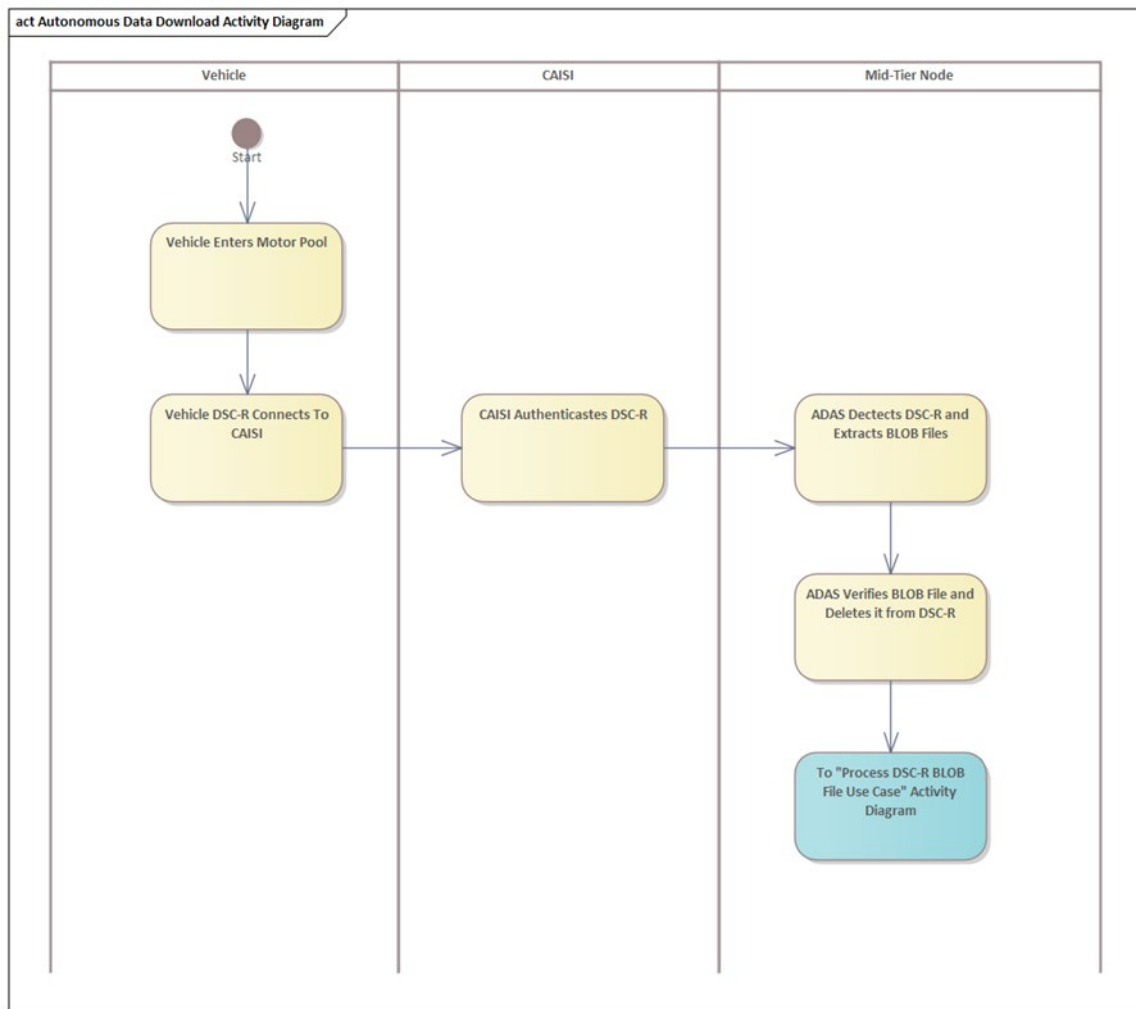 act Autonomous Data Download Activity Diagram
Vehicle
CAISI
Mid-Tier Node
Start
Vehicle Enters Motor Pool
Vehicle DSC-R Connects To
CAISI
CAISI Authenticastes DSC-R
ADAS Dectects DSC-R and
Extracts BLOB Files
ADAS Verifies BLOB File and
Deletes it from DSC-R
To "Process DSC-R BLOB
File Use Case" Activity
Diagram